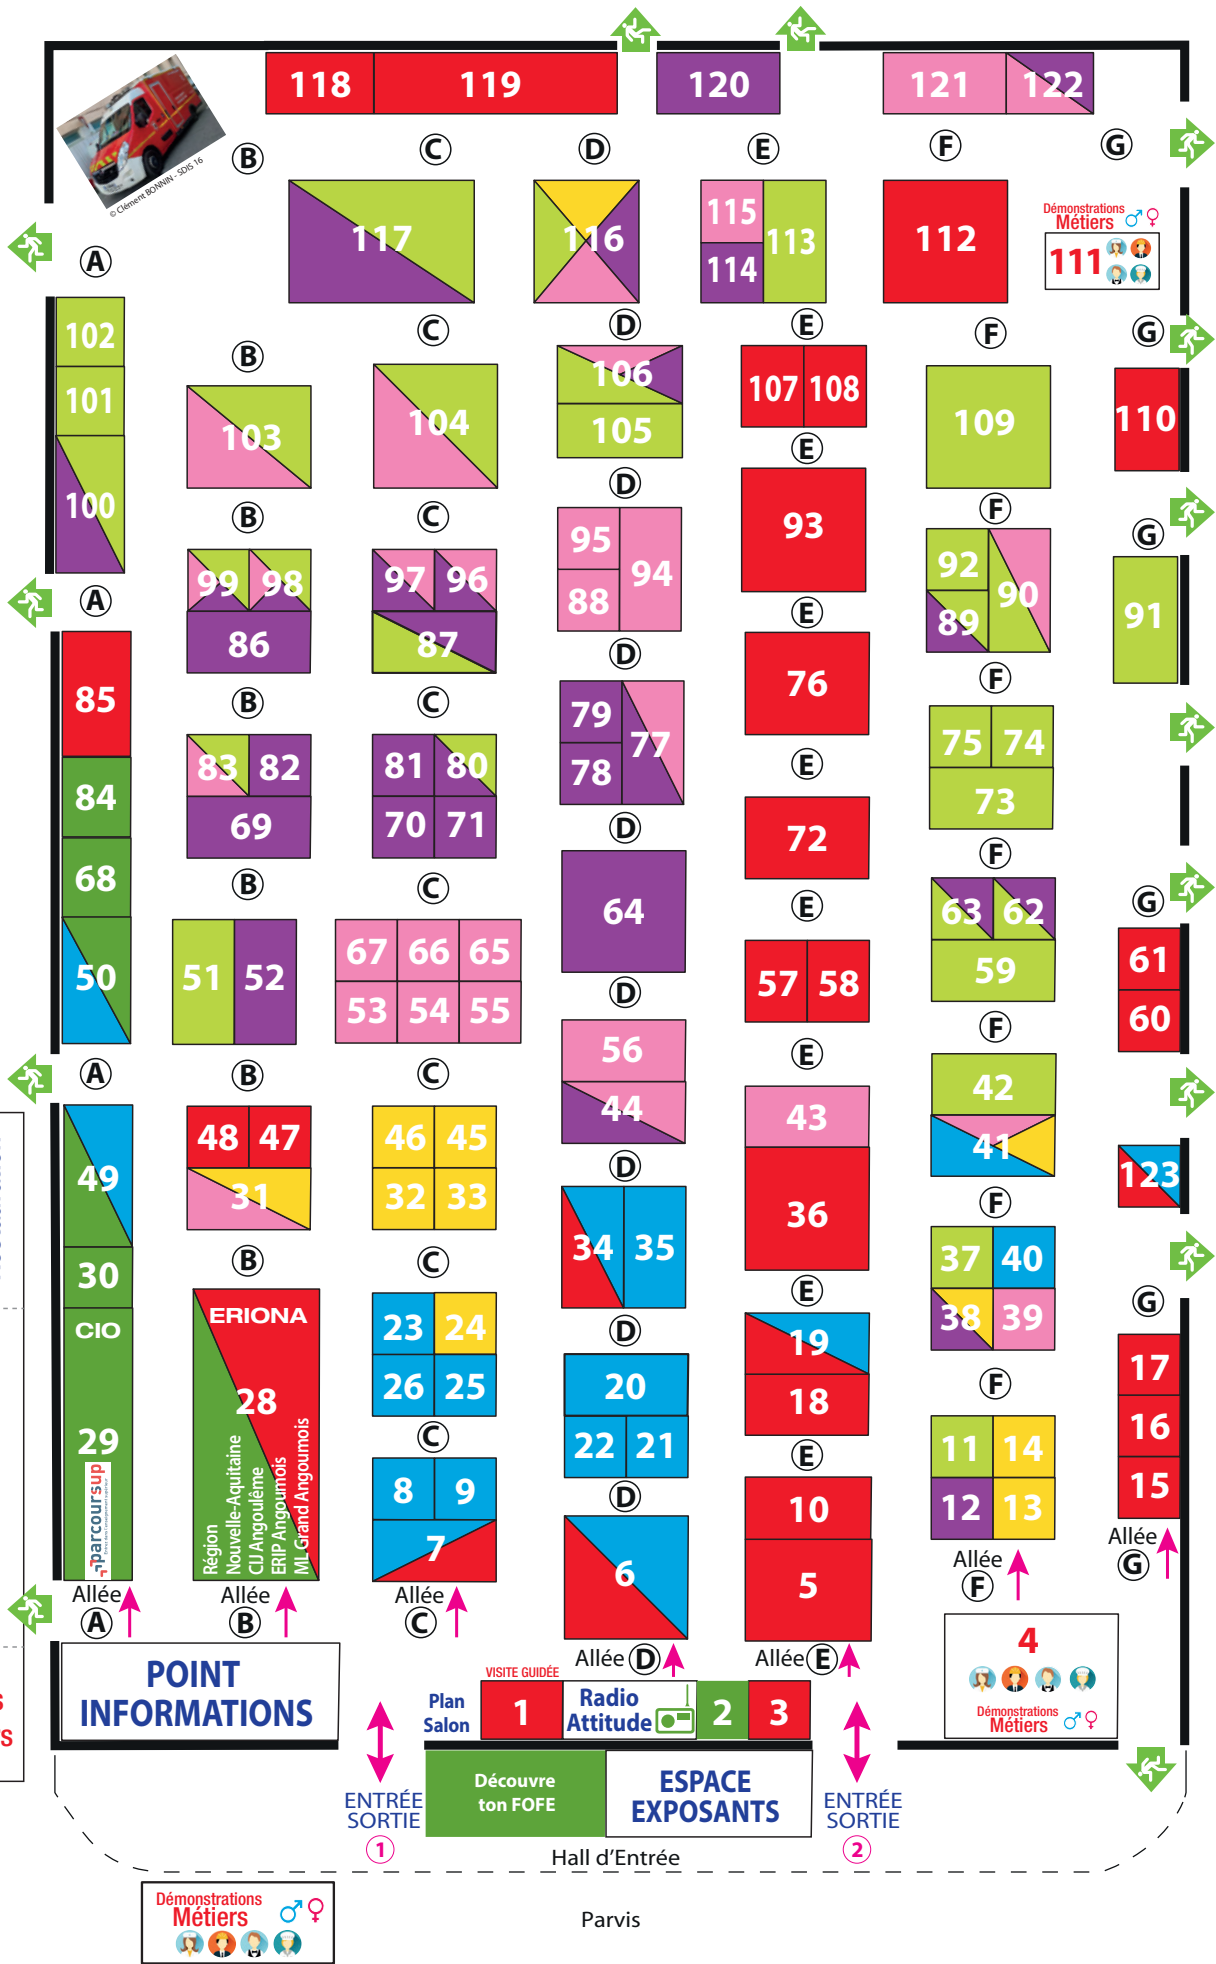 118
119
120
121
122
© Clément BONNIN - SDIS 16
B
C
D
E
F
G
117
116
115
114
113
112
Démonstrations
Métiers
111
A
C
D
E
F
G
102
101
100
B
103
104
106
105
107
108
109
110
E
B
C
D
F
G
99
98
86
97
96
87
95
88
94
93
92
89
90
91
A
E
D
F
85
84
68
50
B
C
83
82
69
81
80
70
71
79
78
77
76
E
75
74
73
72
D
F
B
C
E
G
51
52
67
66
65
53
54
55
64
57
58
63
62
59
61
60
D
F
E
A
B
C
56
44
43
36
42
41
123
49
30
48
47
31
46
45
32
33
D
F
34
35
37
40
38
39
B
C
E
G
CIO
29
parcoursup
ERIONA
28
Région
Nouvelle-Aquitaine
CIJ Angoulême
ERIP Angoumois
ML Grand Angoumois
23
24
26
25
D
19
18
F
17
16
15
20
22
21
C
E
8
9
7
D
6
10
5
11
14
12
13
Allée
A
Allée
B
Allée
C
Allée D
Allée E
Allée
F
Allée
G
POINT
INFORMATIONS
Plan
Salon
VISITE GUIDÉE
1
Radio
Attitude
2
3
4
Démonstrations
Métiers
S
rs
ENTRÉE
SORTIE
1
Découvre
ton FOFE
ESPACE
EXPOSANTS
ENTRÉE
SORTIE
2
Hall d'Entrée
Démonstrations
Métiers
Parvis